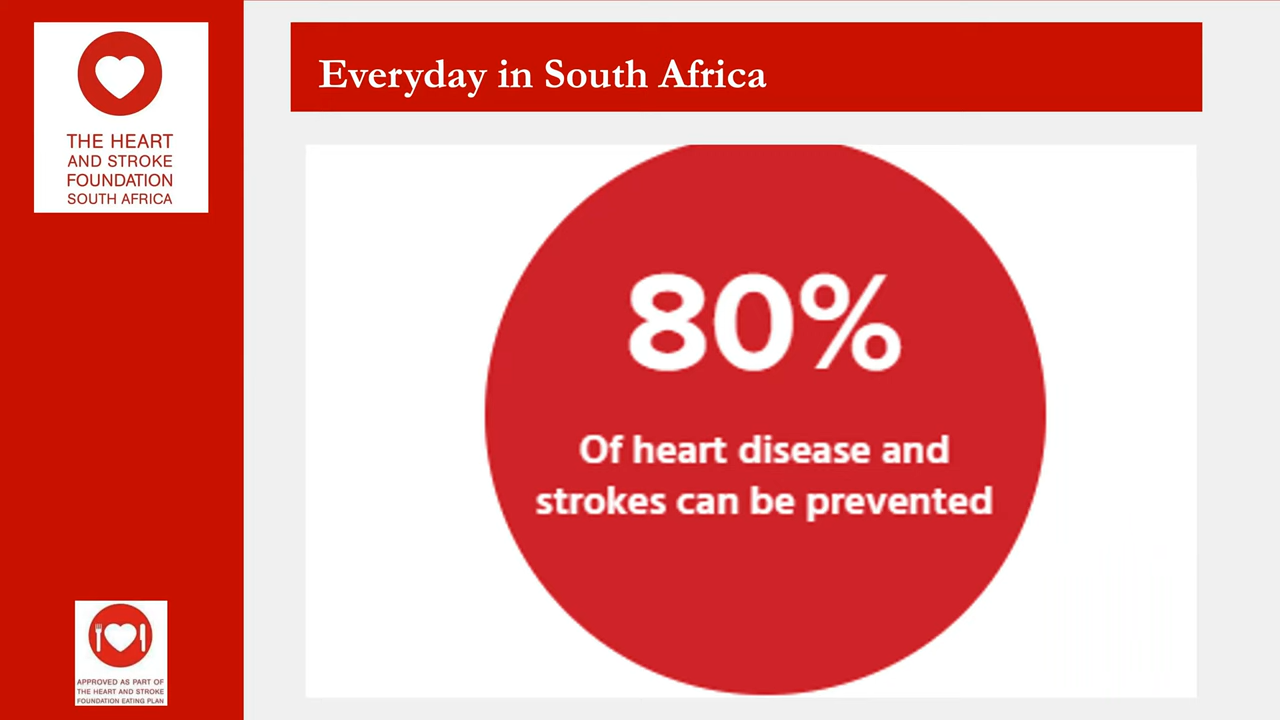 THE HEART
AND STROKE
FOUNDATION
SOUTH AFRICA
Everyday in South Africa
80%
Of heart disease and
strokes can be prevented
APPROVED AS PART OF
THE HEART AND STROKE
FOUNDATION EATING PLAN